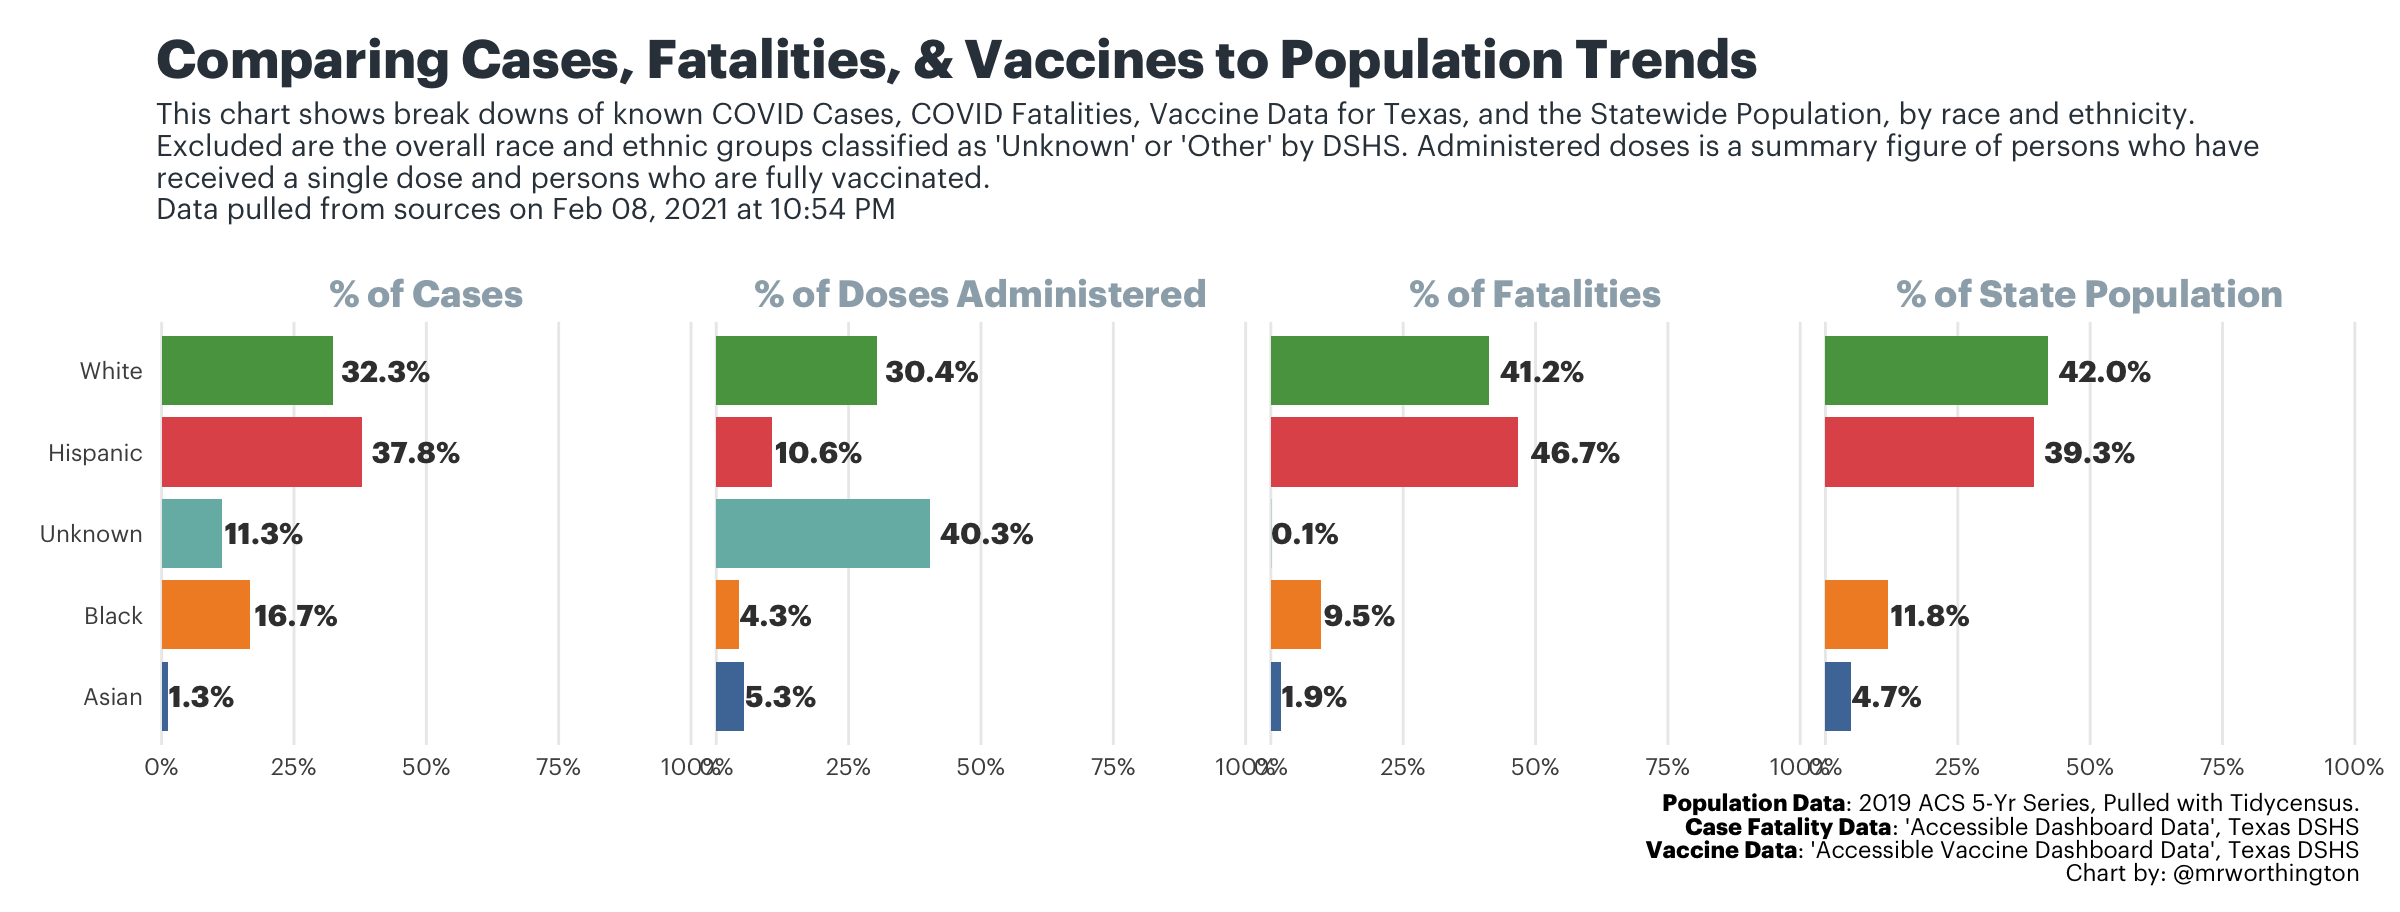 Comparing Cases, Fatalities, & Vaccines to Population Trends
This chart shows break downs of known COVID Cases, COVID Fatalities, Vaccine Data for Texas, and the Statewide Population, by race and ethnicity.
Excluded are the overall race and ethnic groups classified as 'Unknown' or 'Other' by DSHS. Administered doses is a summary figure of persons who have
received a single dose and persons who are fully vaccinated.
Data pulled from sources on Feb 08, 2021 at 10:54 PM
% of Cases % of Doses Administered % of Fatalities % of State Population
White 32.3% 30.4% 41.2% 42.0%
Hispanic 37.8% 10.6% 46.7% 39.3%
Unknown 11.3% 40.3% 0.1%
Black 16.7% 4.3% 9.5% 11.8%
Asian 1.3% 5.3% 1.9% 4.7%
0% 25% 50% 75% 100% 0% 25% 50% 75% 100% 0% 25% 50% 75% 100% 0% 25% 50% 75% 100%
Population Data: 2019 ACS 5-Yr Series, Pulled with Tidycensus.
Case Fatality Data: 'Accessible Dashboard Data', Texas DSHS
Vaccine Data: 'Accessible Vaccine Dashboard Data', Texas DSHS
Chart by: @mrworthington